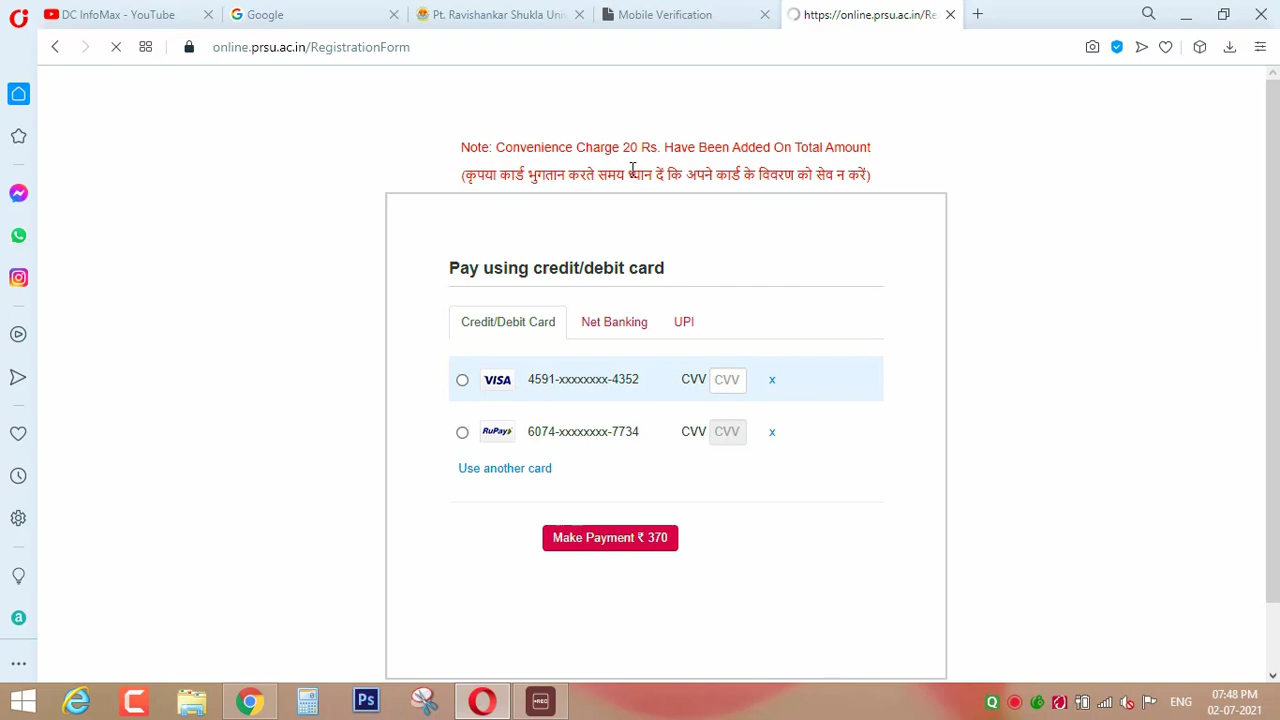 DC InfoMax - YouTube
Google
Pt. Ravishankar Shukla Uni
Mobile Verification
https://online.prsu.ac.in/Re
online.prsu.ac.in/RegistrationForm
Note: Convenience Charge 20 Rs. Have Been Added On Total Amount
(कृपया कार्ड भुगतान करते समय ध्यान दें कि अपने कार्ड के विवरण को सेव न करें)
Pay using credit/debit card
Credit/Debit Card Net Banking UPI
VISA 4591-xxxxxxxx-4352 CVV CVV x
RuPay 6074-xxxxxxxx-7734 CVV CVV x
Use another card
Make Payment ₹ 370
a
Ps
REC
ENG
07:48 PM
02-07-2021